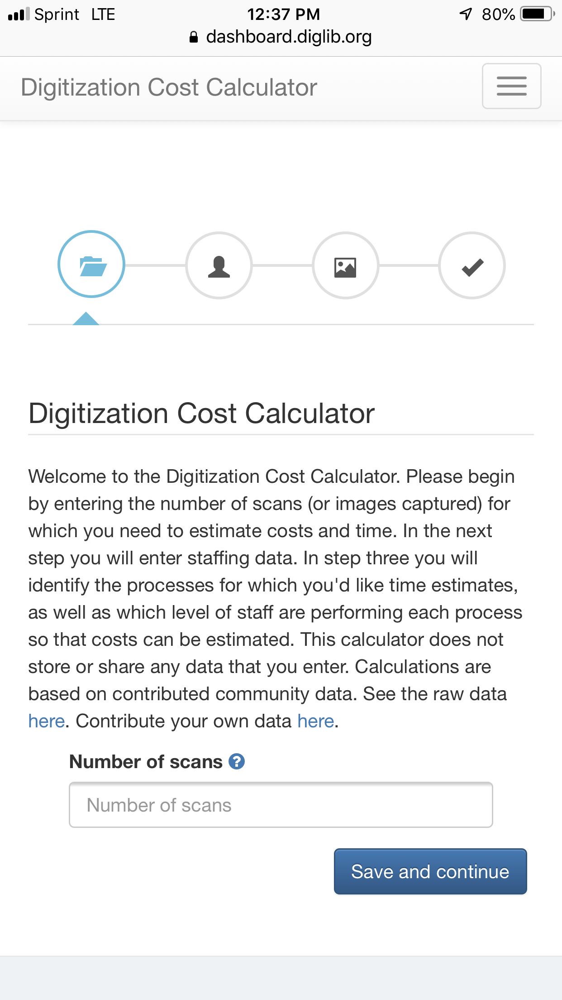 Sprint LTE 12:37 PM 80%
dashboard.diglib.org
Digitization Cost Calculator
Digitization Cost Calculator
Welcome to the Digitization Cost Calculator. Please begin
by entering the number of scans (or images captured) for
which you need to estimate costs and time. In the next
step you will enter staffing data. In step three you will
identify the processes for which you'd like time estimates,
as well as which level of staff are performing each process
so that costs can be estimated. This calculator does not
store or share any data that you enter. Calculations are
based on contributed community data. See the raw data
here. Contribute your own data here.
Number of scans ?
Number of scans
Save and continue